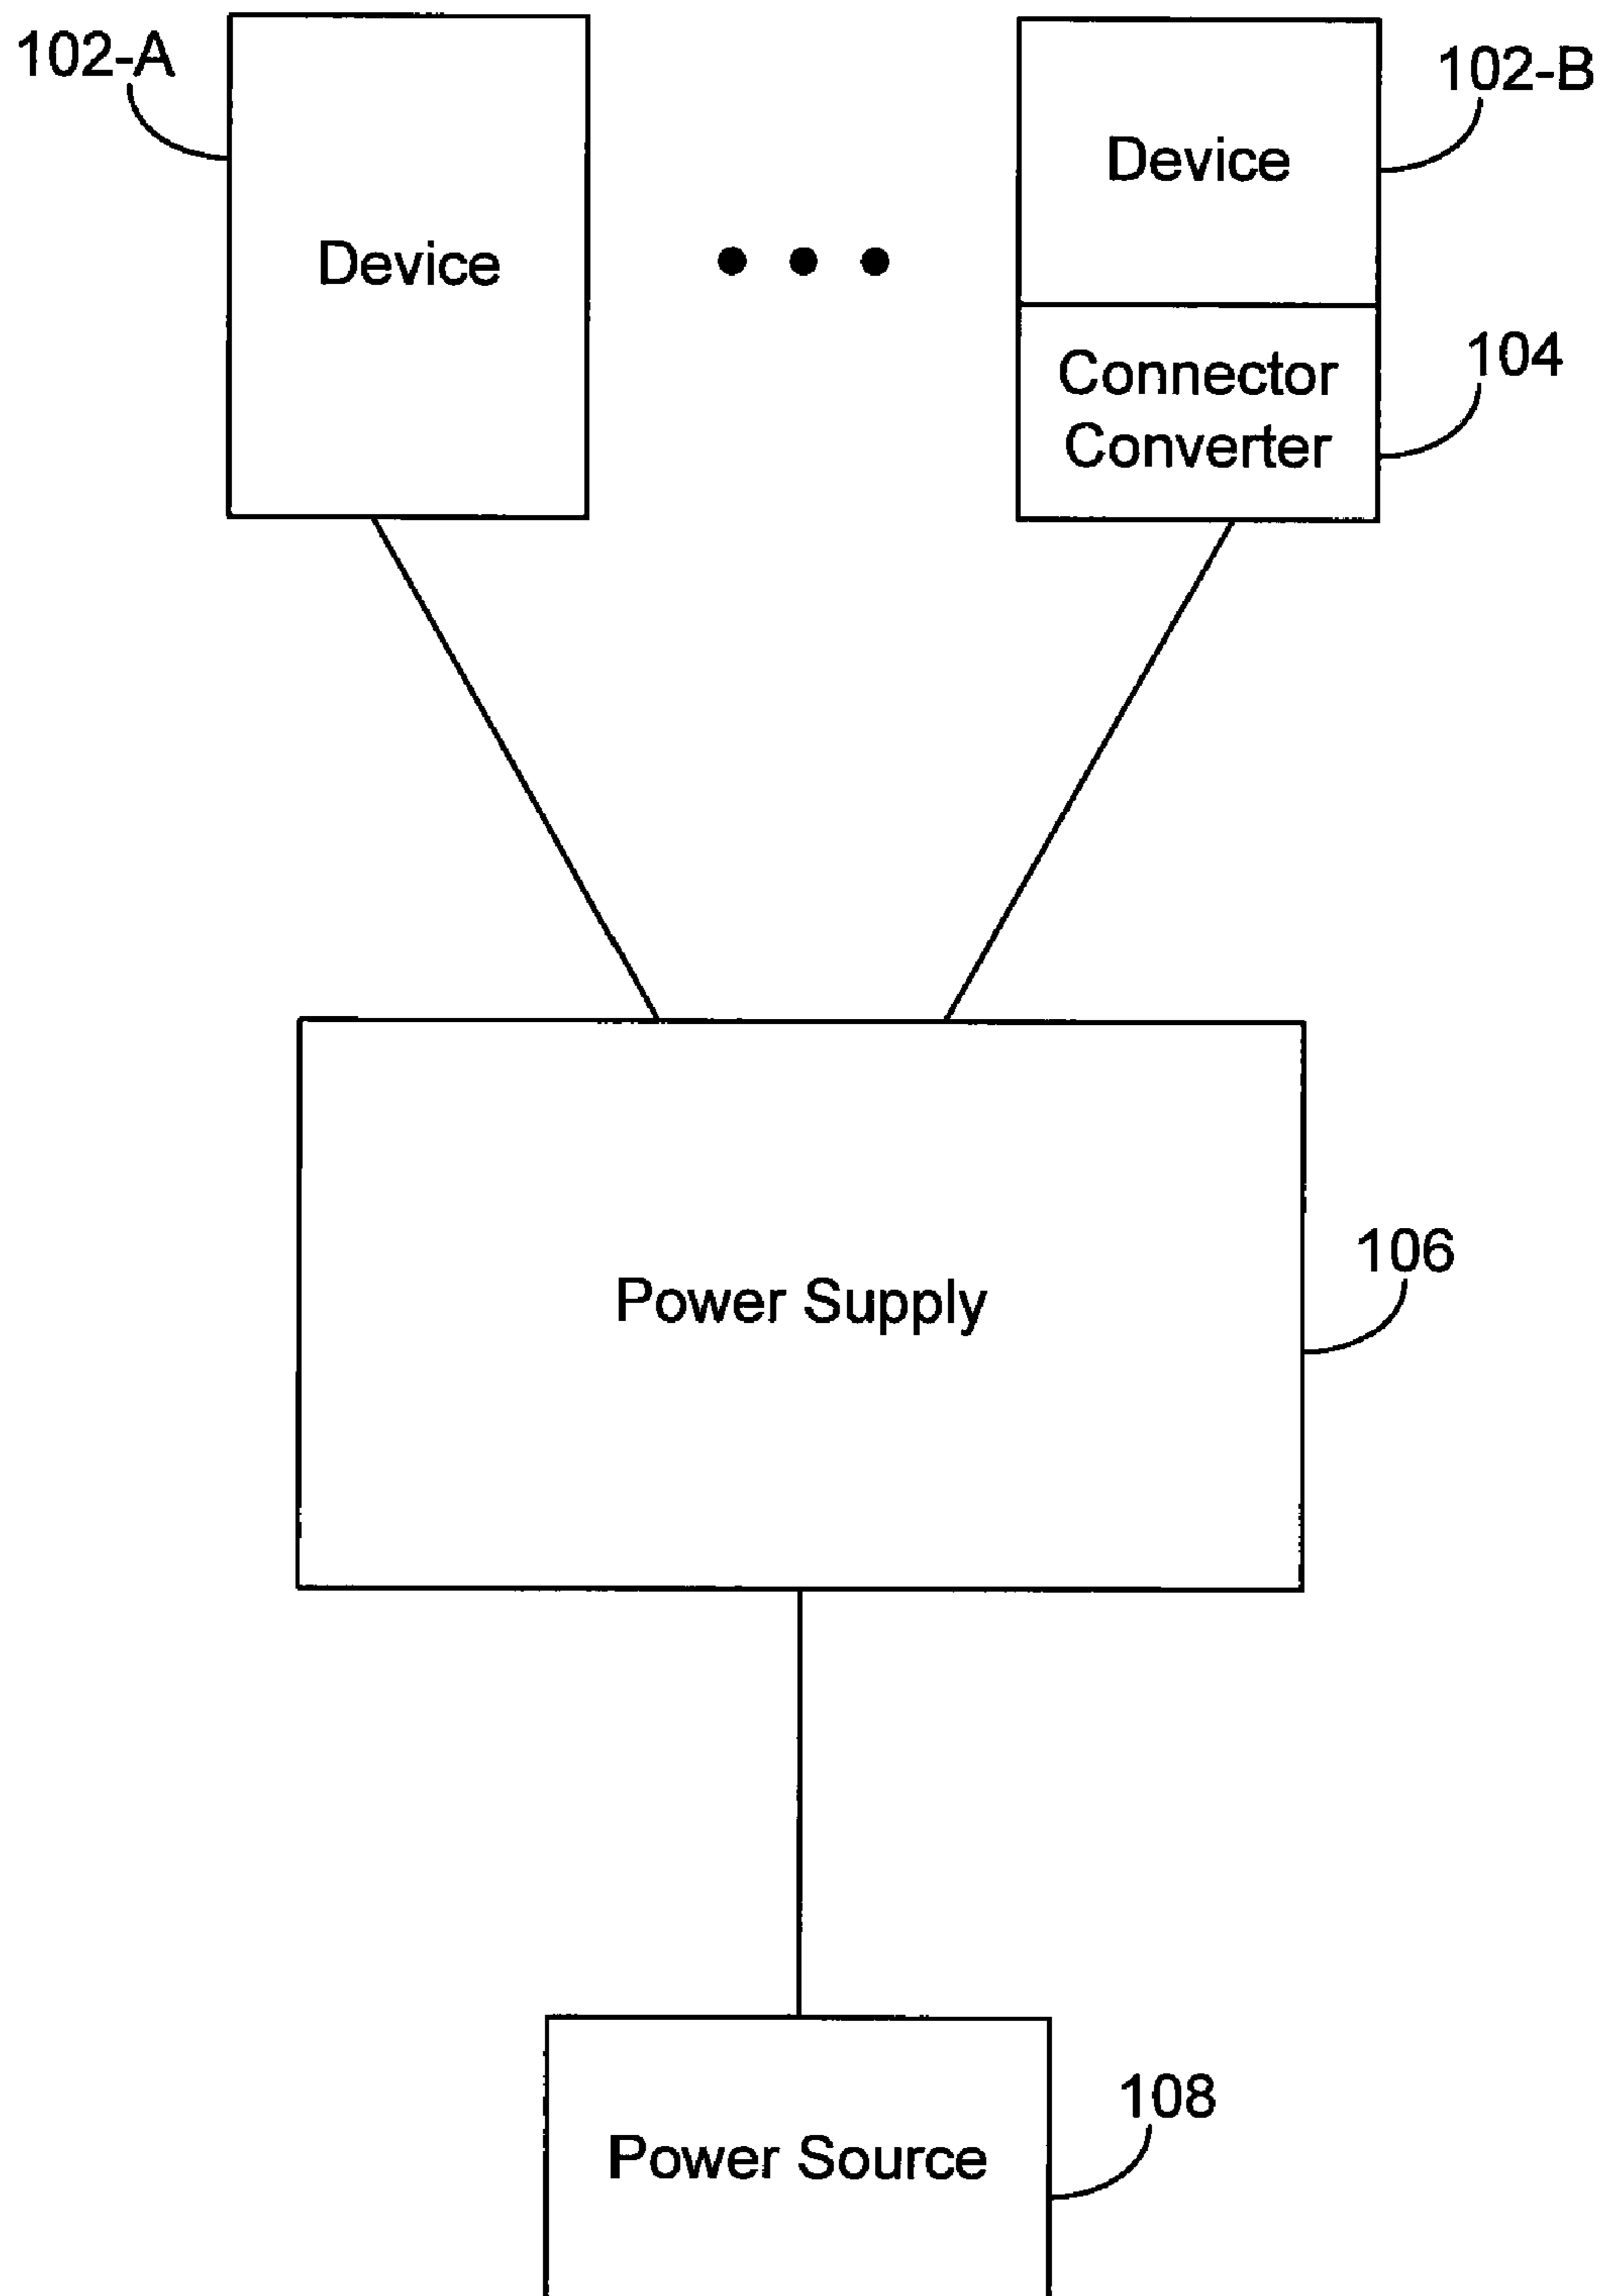 102-A
102-B
Device
Device
104
Connector
Converter
106
Power Supply
108
Power Source